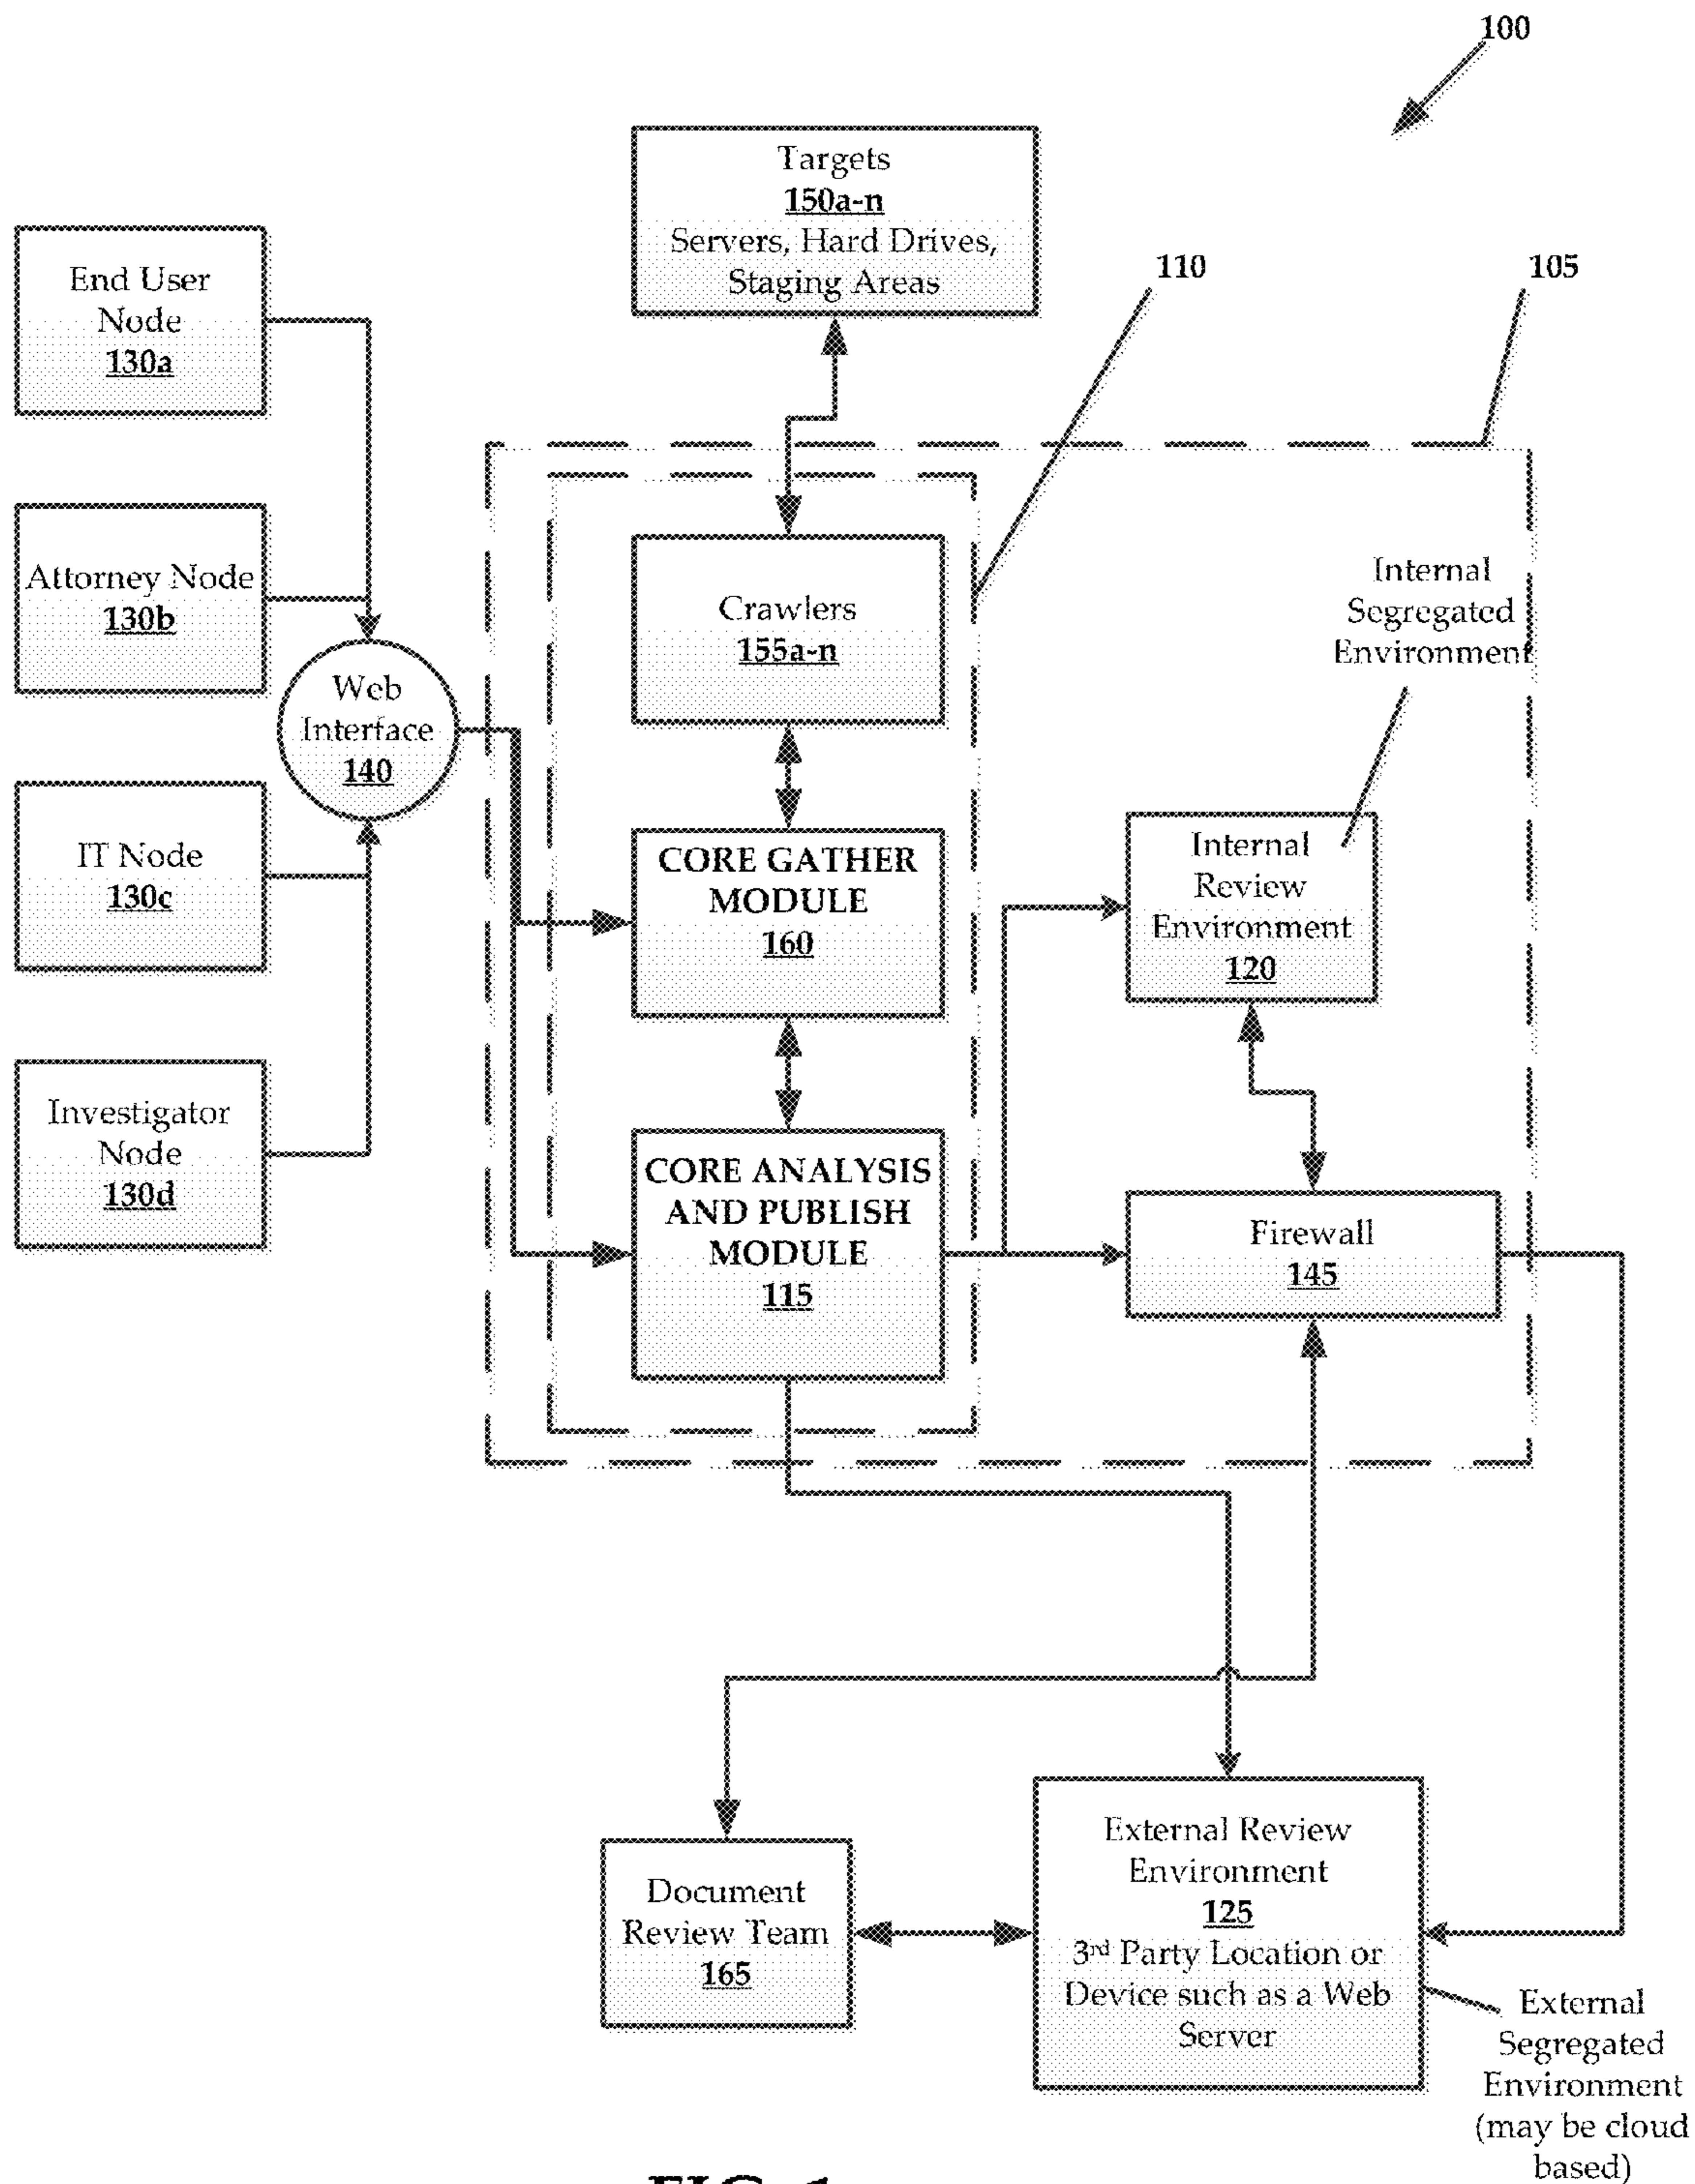 100
Targets
150a-n
Servers, Hard Drives,
Staging Areas
110
105
End User
Node
130a
Attorney Node
130b
Web
Interface
140
IT Node
130c
Investigator
Node
130d
Crawlers
155a-n
CORE GATHER
MODULE
160
CORE ANALYSIS
AND PUBLISH
MODULE
115
Internal
Segregated
Environment
Internal
Review
Environment
120
Firewall
145
Document
Review Team
165
External Review
Environment
125
3rd Party Location or
Device such as a Web
Server
External
Segregated
Environment
(may be cloud
based)